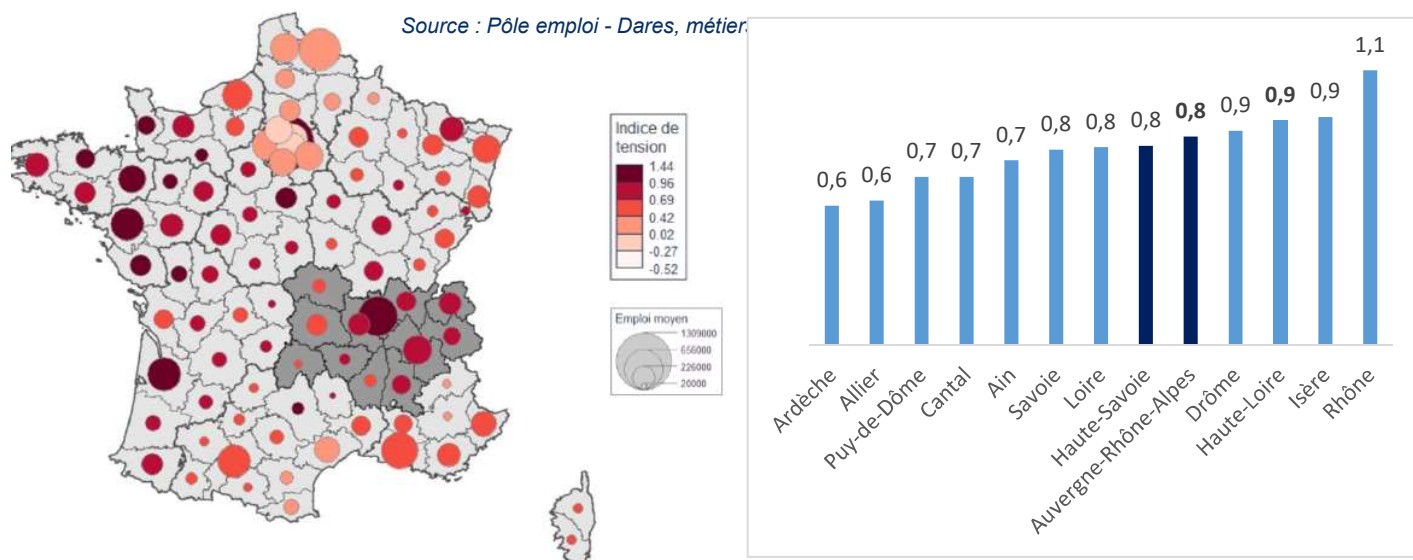 Source : Pôle emploi - Dares, métiers
Indice de
tension
1.44
0.96
0.69
0.42
0.02
-0.27
-0.52
Emploi moyen
1309000
656000
226000
20000
0,6
0,6
0,7
0,7
0,7
0,8
0,8
0,8
0,8
0,9
0,9
0,9
1,1
Ardèche
Allier
Puy-de-Dôme
Cantal
Ain
Savoie
Loire
Haute-Savoie
Auvergne-Rhône-Alpes
Drôme
Haute-Loire
Isère
Rhône